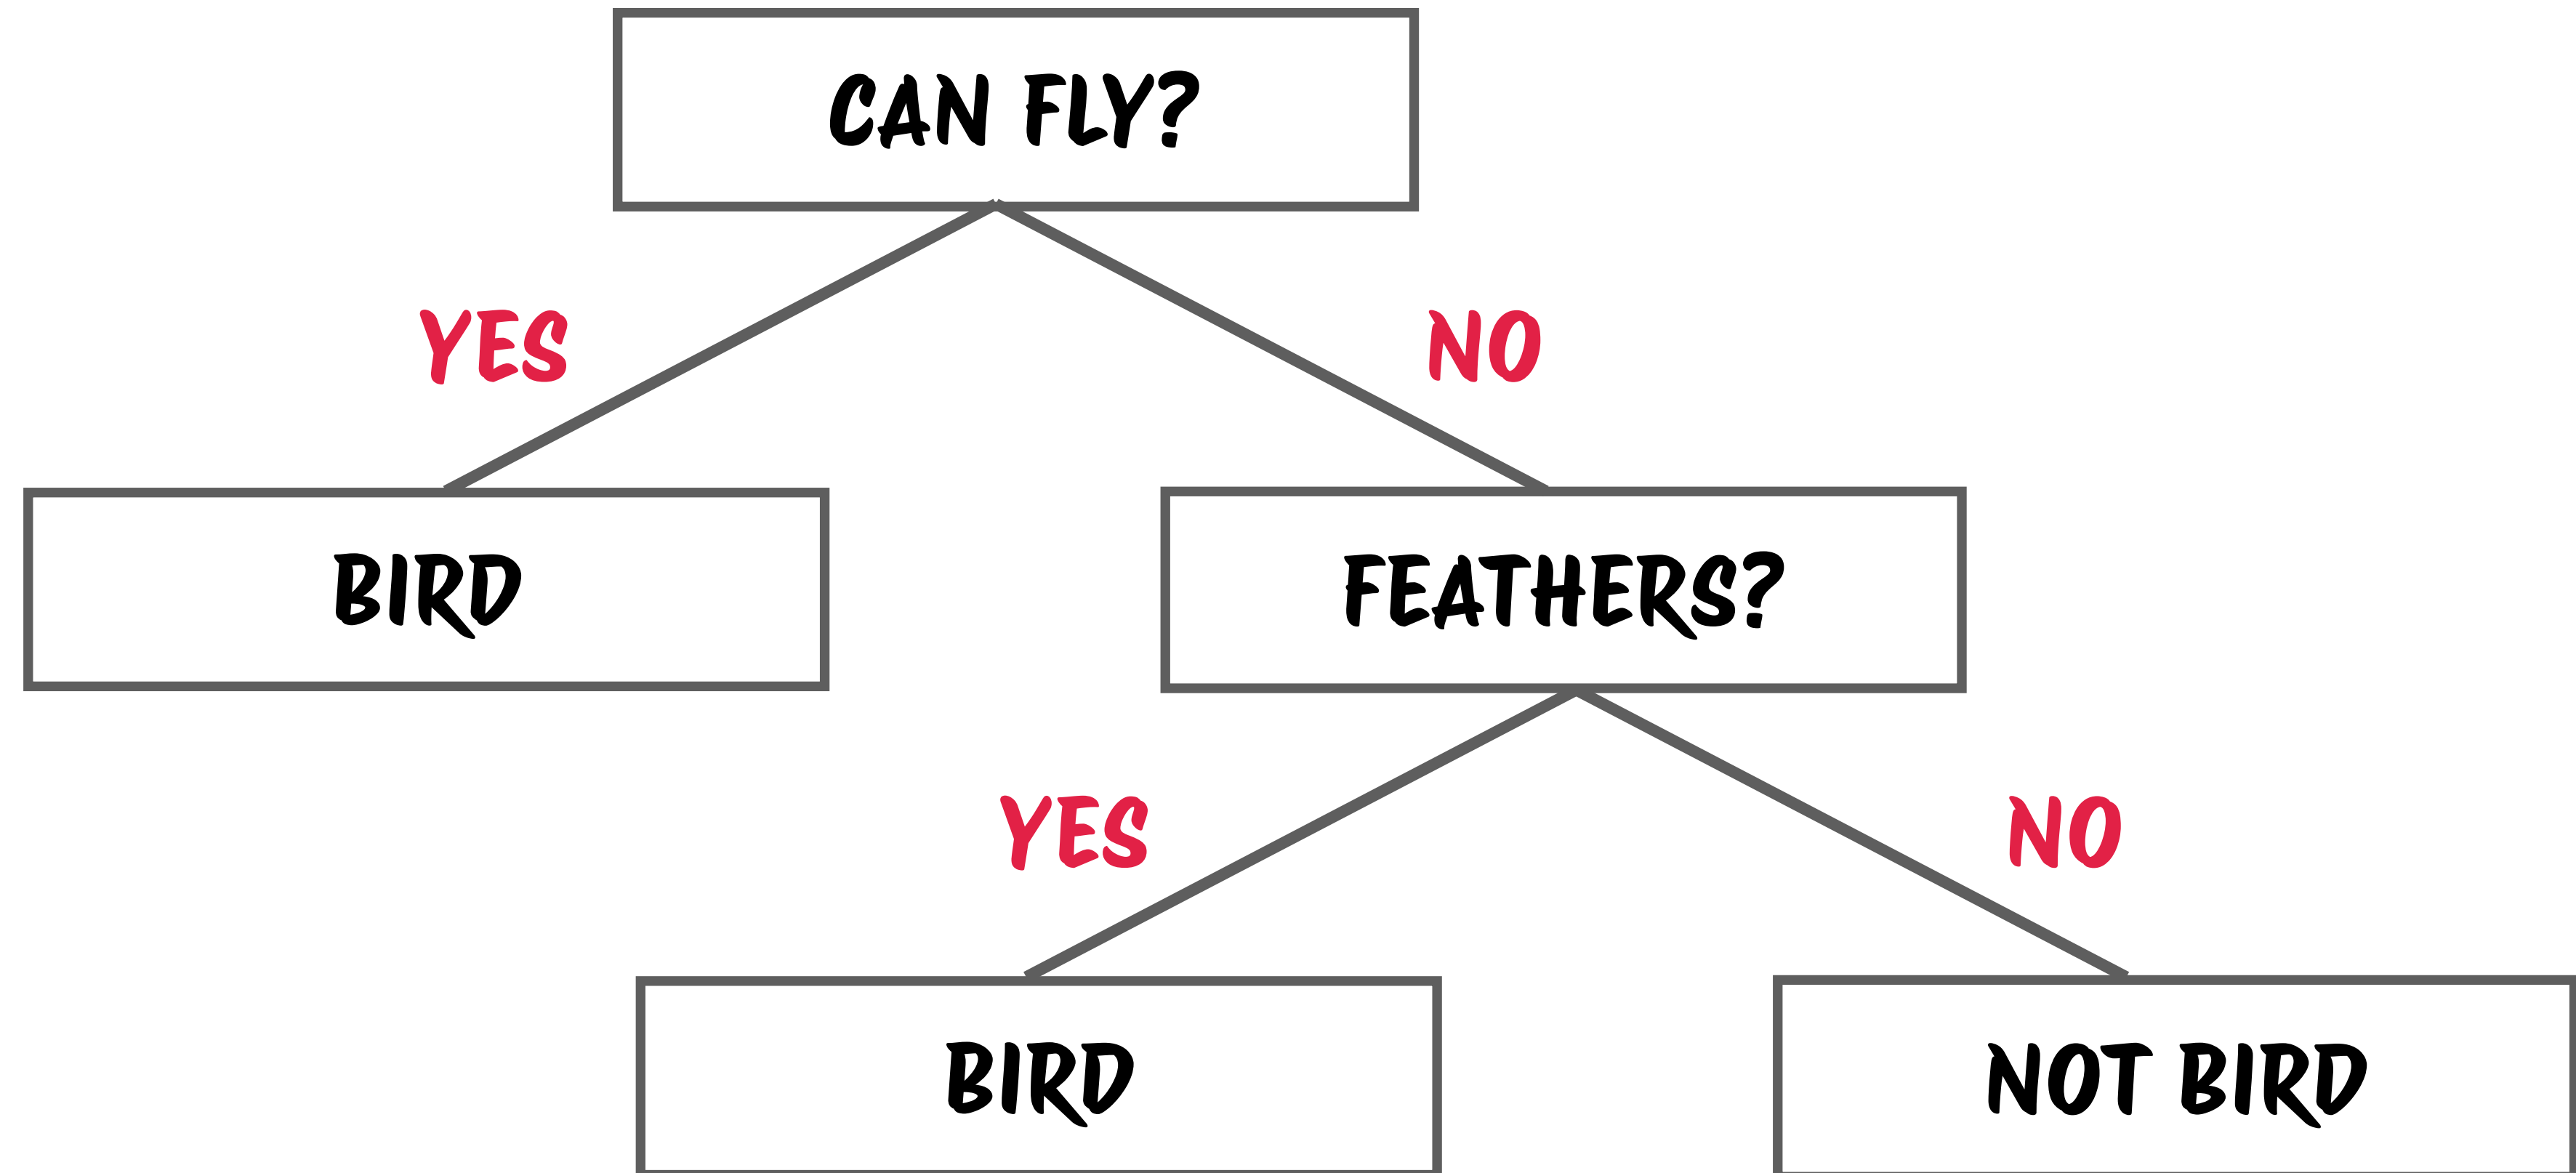 CAN FLY?
YES
NO
BIRD
FEATHERS?
YES
NO
BIRD
NOT BIRD